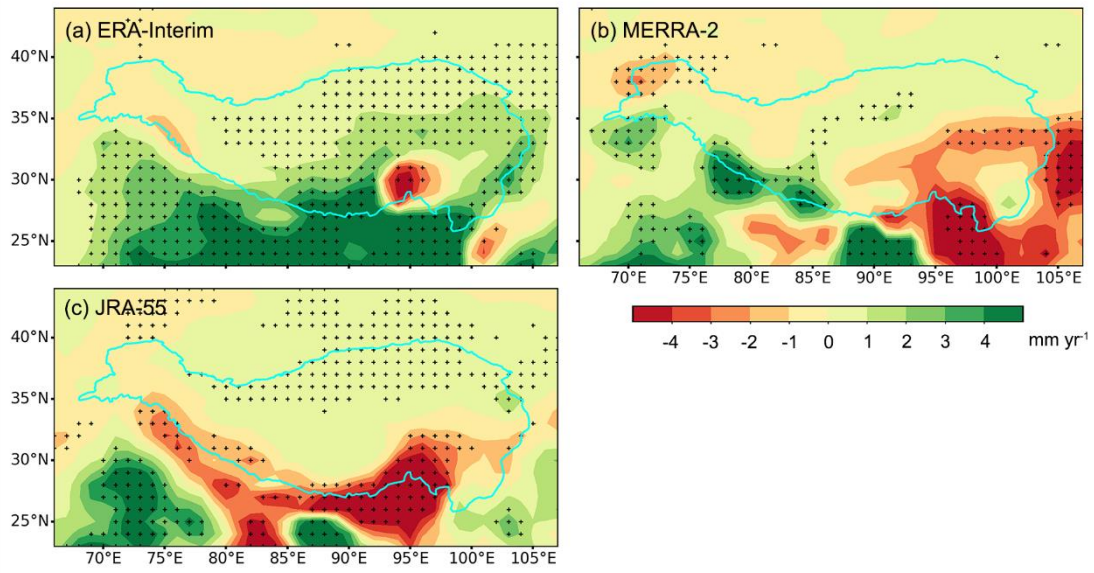 (a) ERA-Interim
(b) MERRA-2
40°N
35°N
30°N
25°N
40°N
35°N
30°N
25°N
70°E 75°E 80°E 85°E 90°E 95°E 100°E 105°E
(c) JRA-55
-4 -3 -2 -1 0 1 2 3 4 mm yr⁻¹
40°N
35°N
30°N
25°N
70°E 75°E 80°E 85°E 90°E 95°E 100°E 105°E